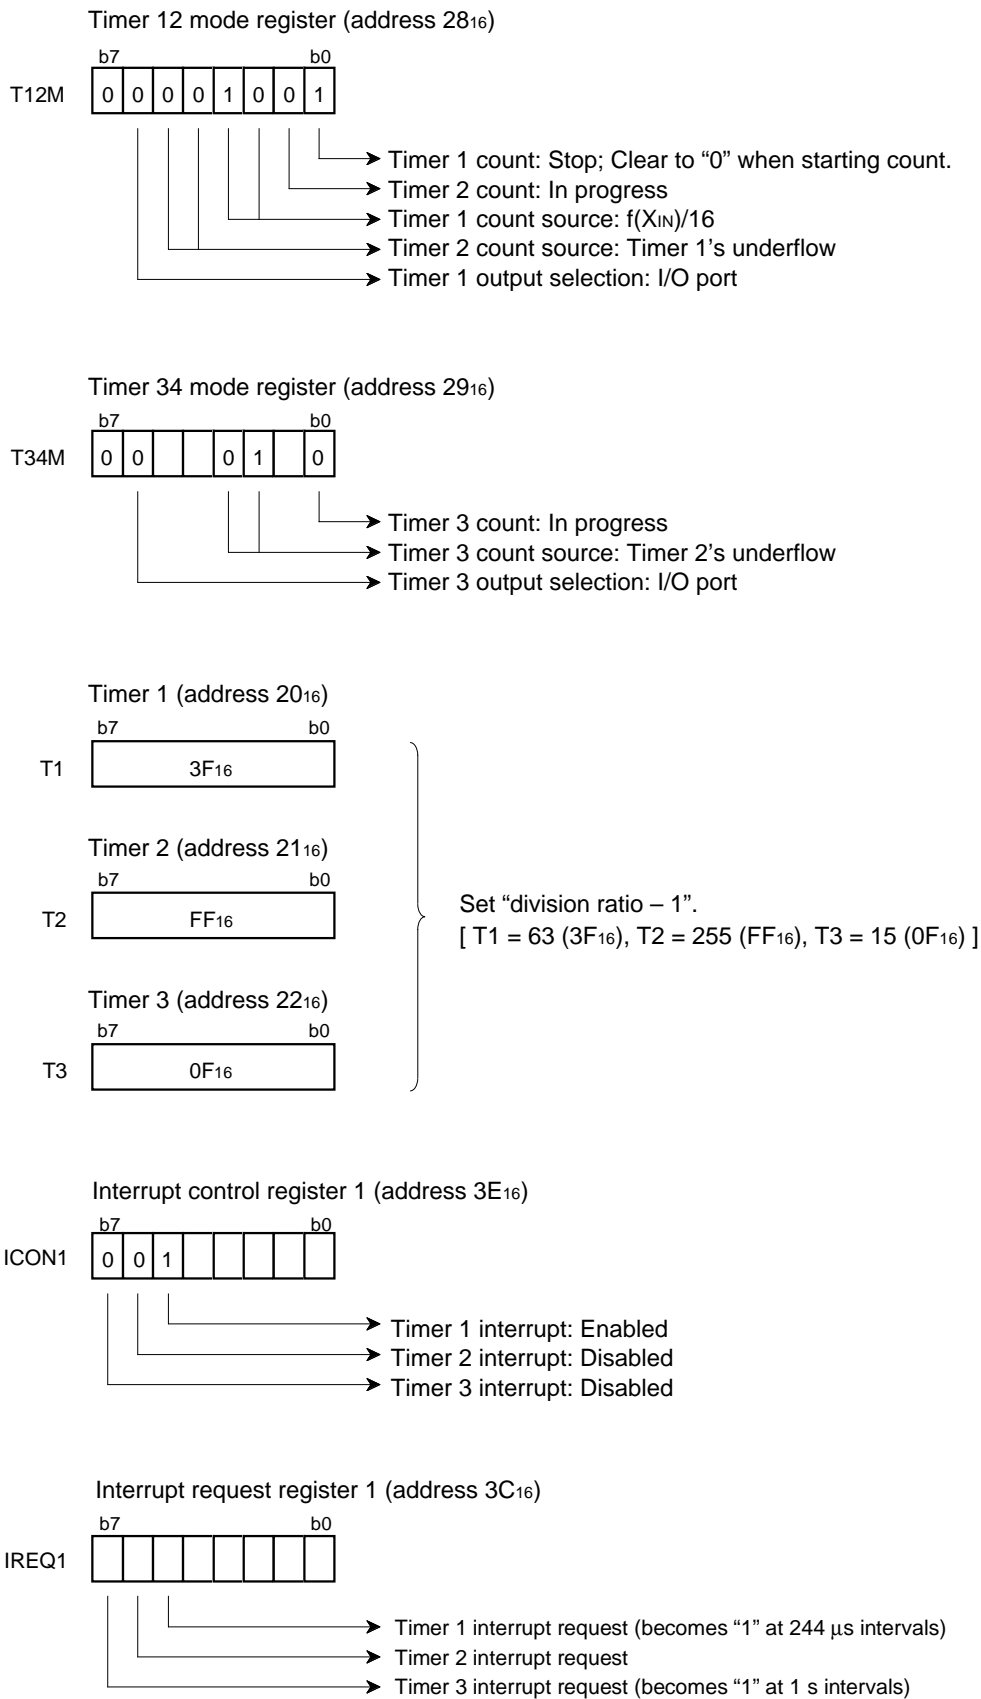 Timer 12 mode register (address 28₁₆)
b7 b0
T12M 0 0 0 0 1 0 0 1
Timer 1 count: Stop; Clear to “0” when starting count.
Timer 2 count: In progress
Timer 1 count source: f(XIN)/16
Timer 2 count source: Timer 1’s underflow
Timer 1 output selection: I/O port
Timer 34 mode register (address 29₁₆)
b7 b0
T34M 0 0 0 1 0
Timer 3 count: In progress
Timer 3 count source: Timer 2’s underflow
Timer 3 output selection: I/O port
Timer 1 (address 20₁₆)
b7 b0
T1 3F₁₆
Timer 2 (address 21₁₆)
b7 b0
T2 FF₁₆
Set “division ratio – 1”.
[ T1 = 63 (3F₁₆), T2 = 255 (FF₁₆), T3 = 15 (0F₁₆) ]
Timer 3 (address 22₁₆)
b7 b0
T3 0F₁₆
Interrupt control register 1 (address 3E₁₆)
b7 b0
ICON1 0 0 1
Timer 1 interrupt: Enabled
Timer 2 interrupt: Disabled
Timer 3 interrupt: Disabled
Interrupt request register 1 (address 3C₁₆)
b7 b0
IREQ1
Timer 1 interrupt request (becomes “1” at 244 μs intervals)
Timer 2 interrupt request
Timer 3 interrupt request (becomes “1” at 1 s intervals)